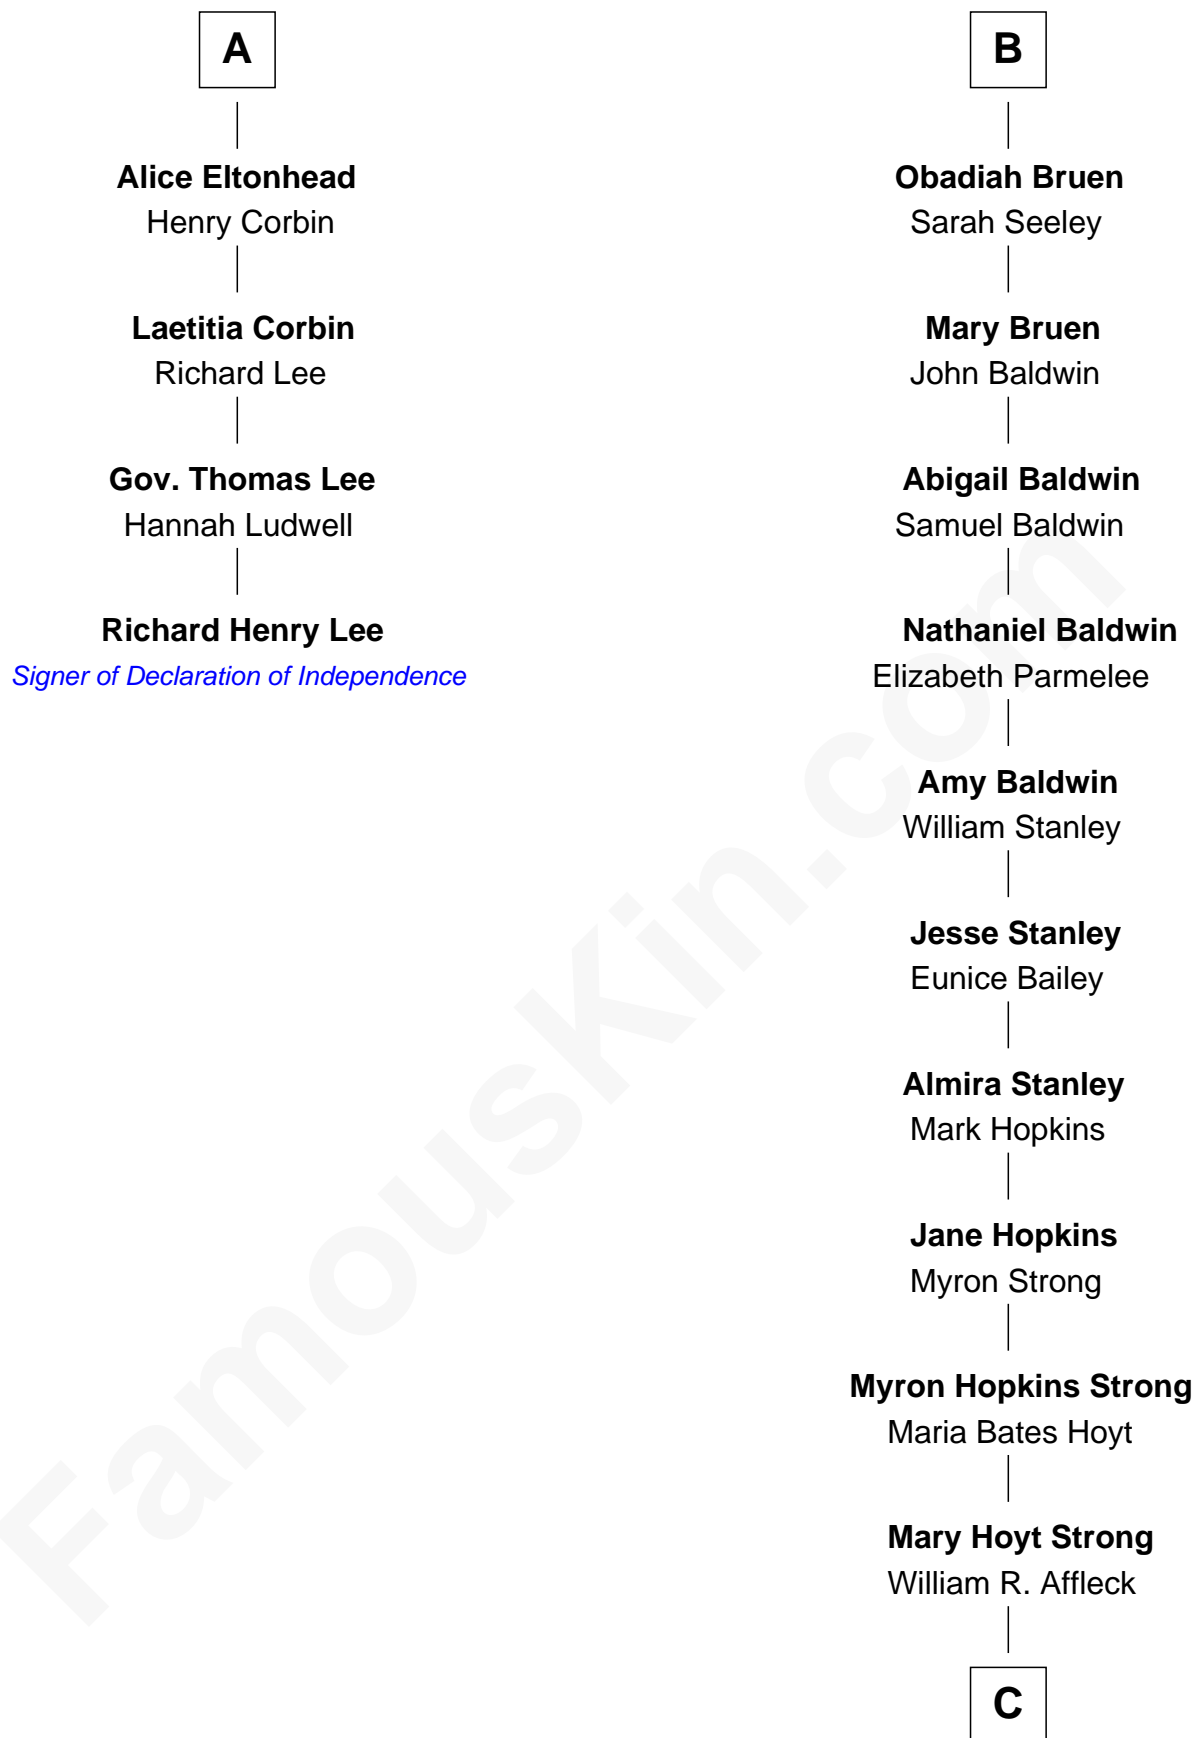 A
Alice Eltonhead
Henry Corbin
Laetitia Corbin
Richard Lee
Gov. Thomas Lee
Hannah Ludwell
Richard Henry Lee
Signer of Declaration of Independence
B
Obadiah Bruen
Sarah Seeley
Mary Bruen
John Baldwin
Abigail Baldwin
Samuel Baldwin
Nathaniel Baldwin
Elizabeth Parmelee
Amy Baldwin
William Stanley
Jesse Stanley
Eunice Bailey
Almira Stanley
Mark Hopkins
Jane Hopkins
Myron Strong
Myron Hopkins Strong
Maria Bates Hoyt
Mary Hoyt Strong
William R. Affleck
C
FamousKin.com